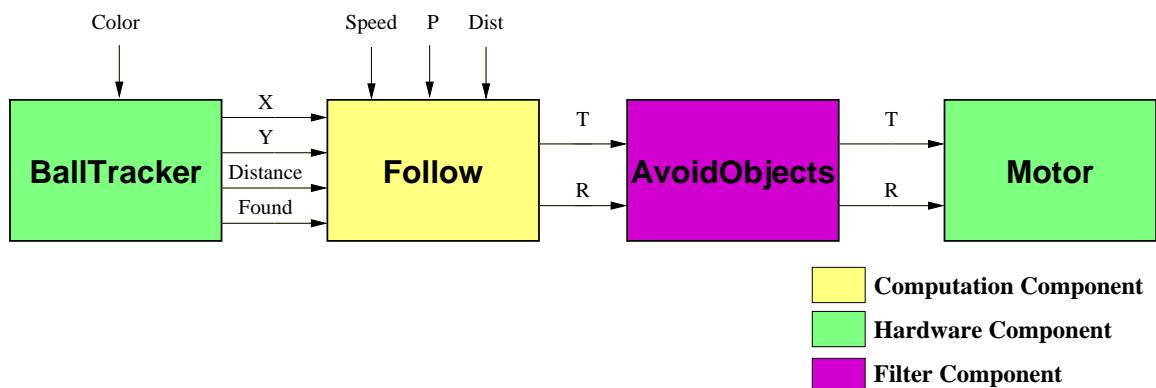 Color
Speed P Dist
X
Y
Distance
Found
T
R
T
R
BallTracker
Follow
AvoidObjects
Motor
Computation Component
Hardware Component
Filter Component